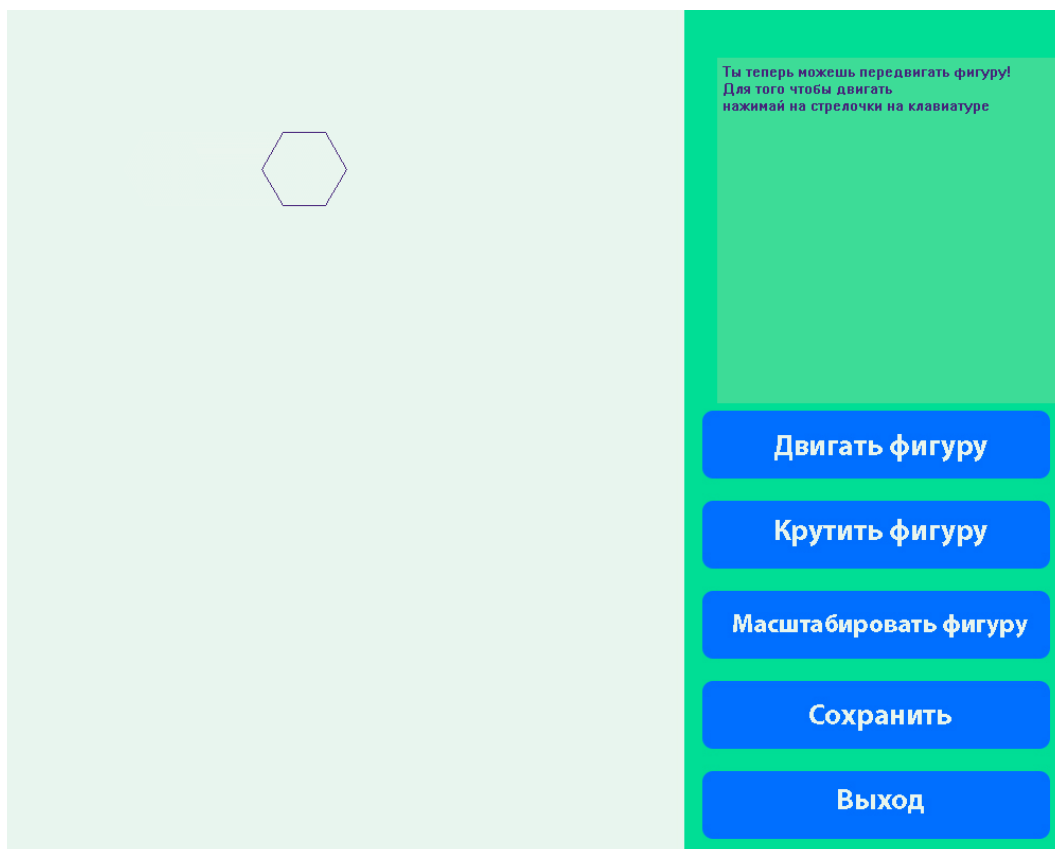 Ты теперь можешь передвигать фигуру!
Для того чтобы двигать
нажимай на стрелочки на клавиатуре
Двигать фигуру
Крутить фигуру
Масштабировать фигуру
Сохранить
Выход